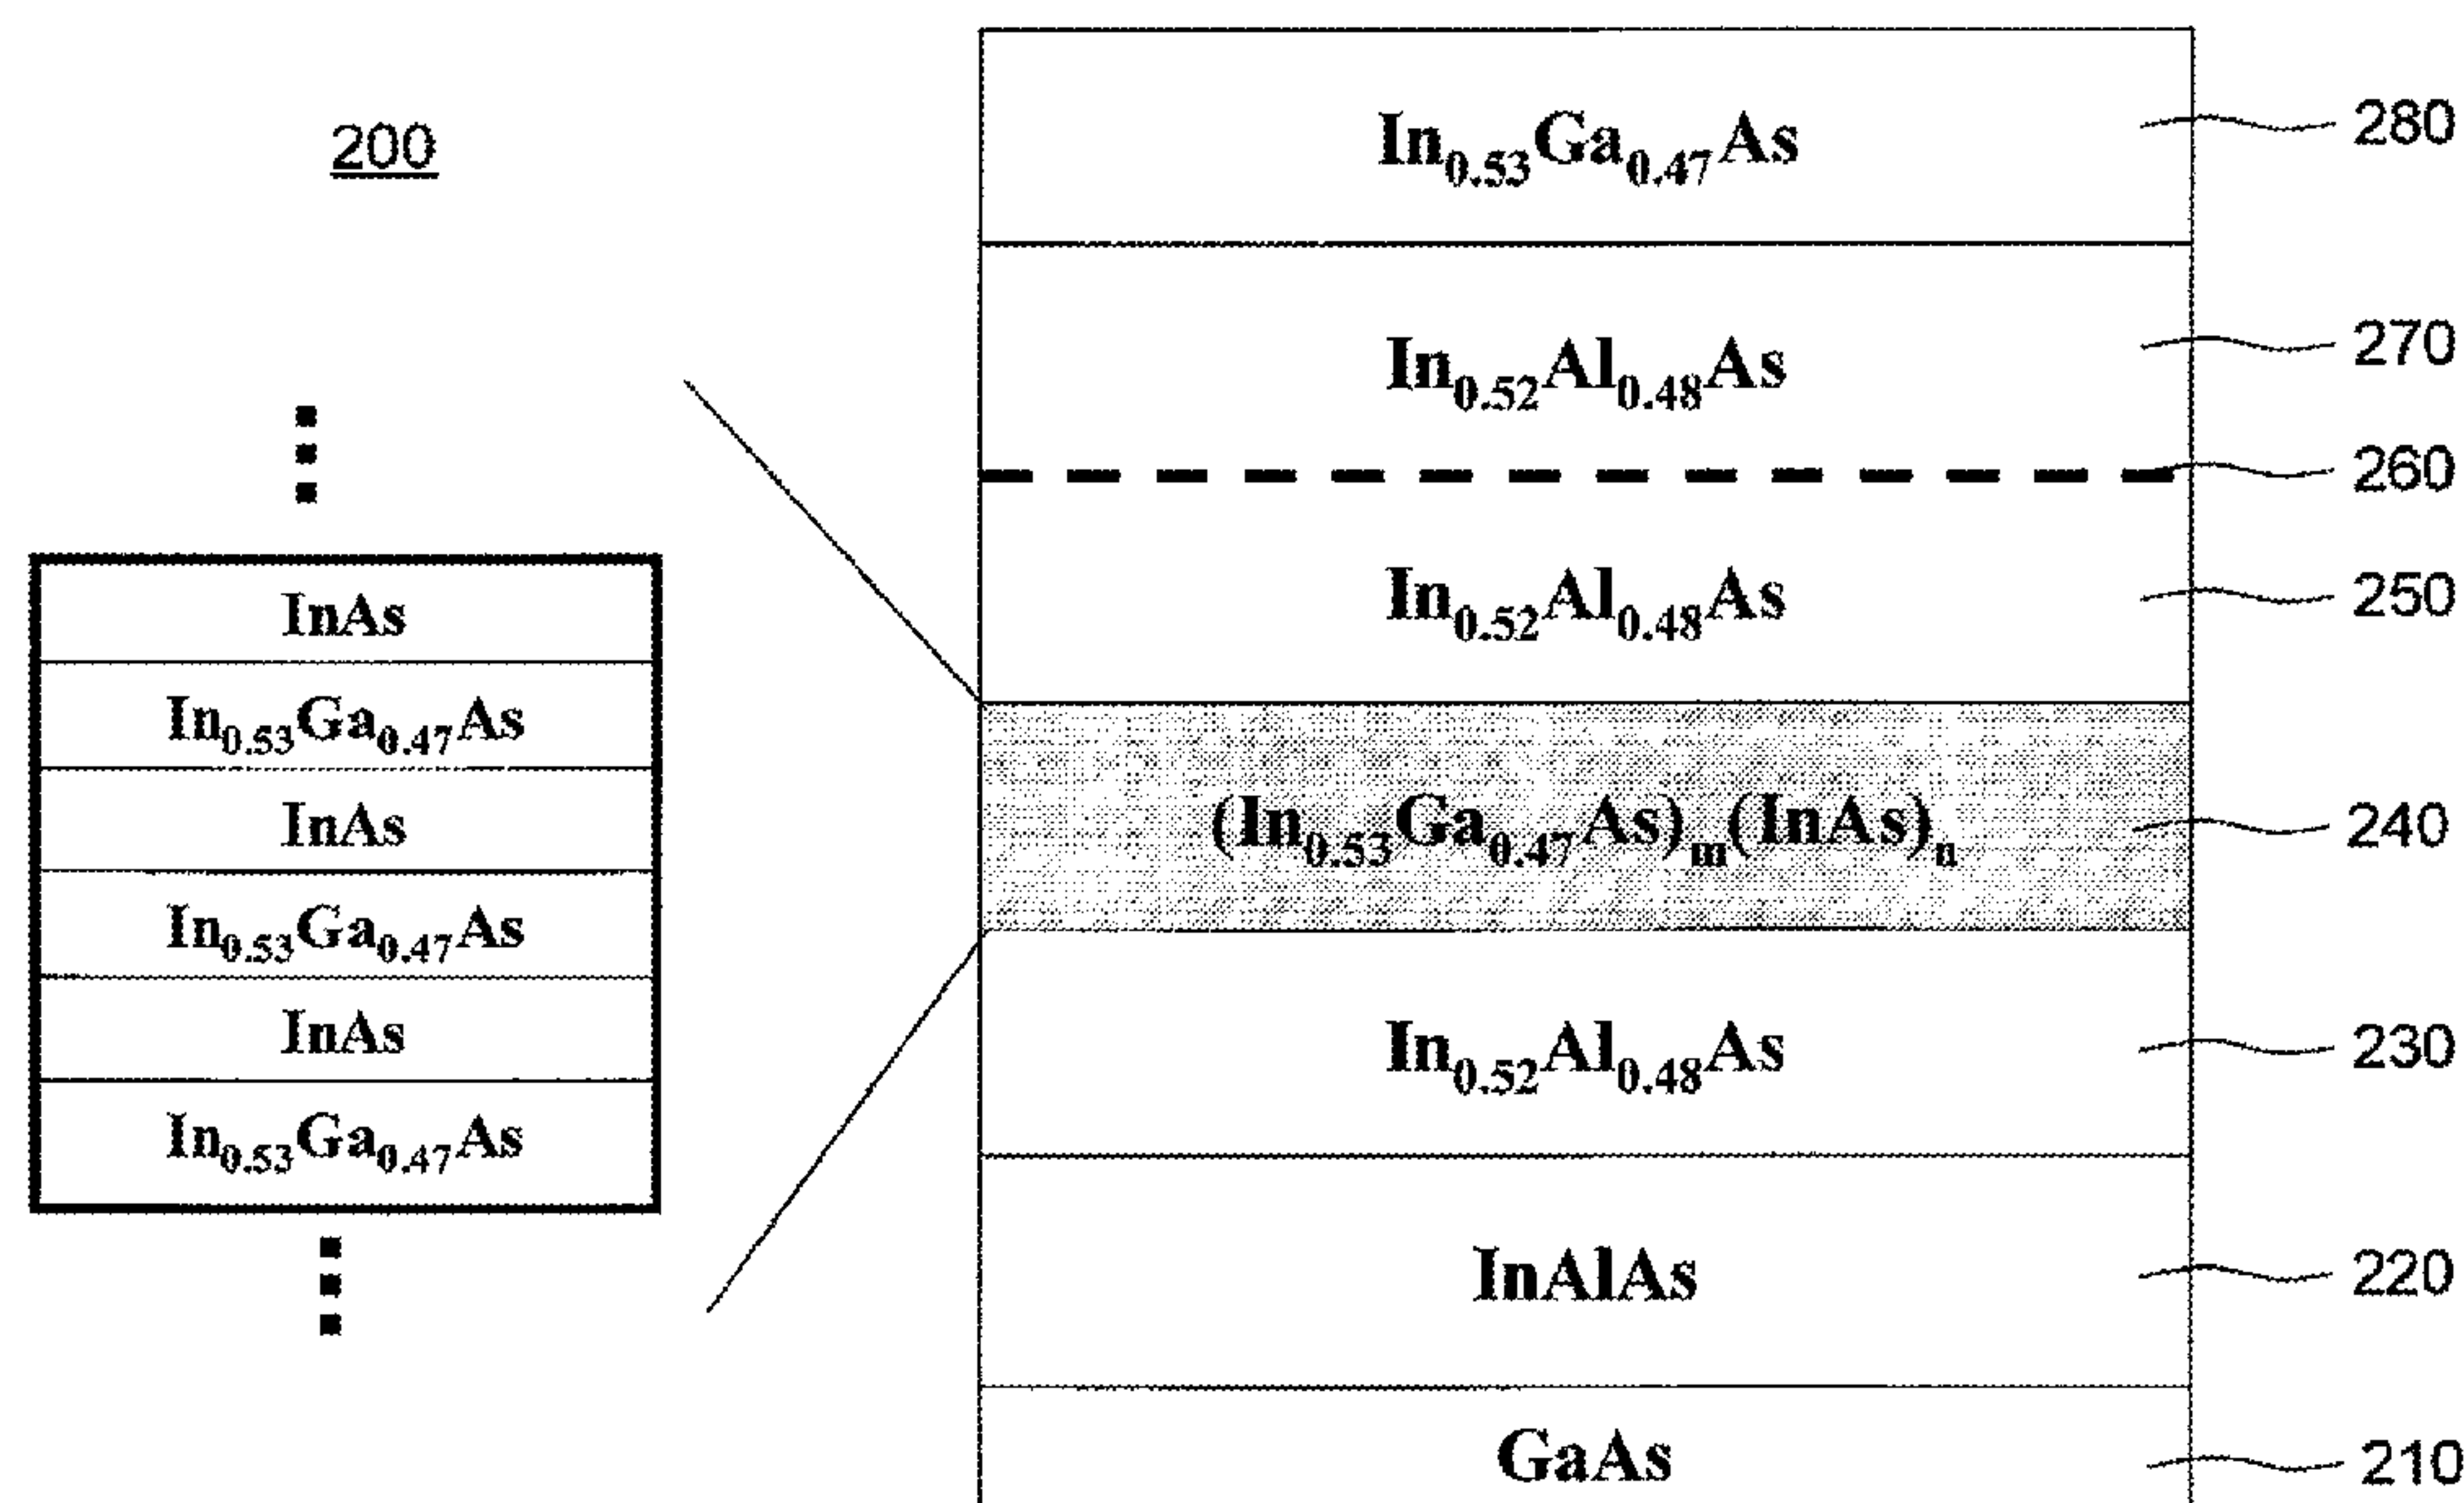 200
In0.53Ga0.47As 280
In0.52Al0.48As 270
260
In0.52Al0.48As 250
(In0.53Ga0.47As)m(InAs)n 240
In0.52Al0.48As 230
InAlAs 220
GaAs 210
InAs
In0.53Ga0.47As
InAs
In0.53Ga0.47As
InAs
In0.53Ga0.47As